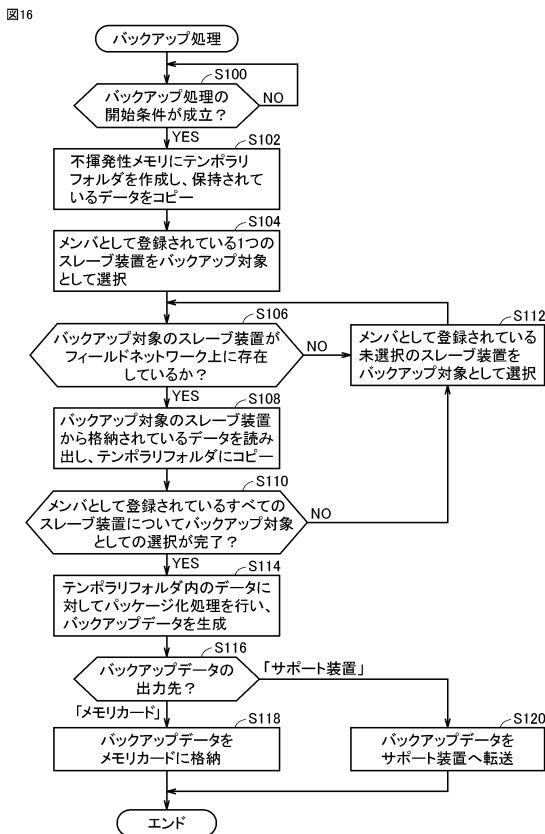 図16
バックアップ処理
S100
バックアップ処理の
開始条件が成立？
NO
YES
S102
不揮発性メモリにテンポラリ
フォルダを作成し、保持されて
いるデータをコピー
S104
メンバとして登録されている1つの
スレーブ装置をバックアップ対象
として選択
S106
バックアップ対象のスレーブ装置が
フィールドネットワーク上に存在
しているか？
NO
S112
メンバとして登録されている
未選択のスレーブ装置を
バックアップ対象として選択
YES
S108
バックアップ対象のスレーブ装置
から格納されているデータを読み
出し、テンポラリフォルダにコピー
S110
メンバとして登録されているすべての
スレーブ装置についてバックアップ対象
としての選択が完了？
NO
YES
S114
テンポラリフォルダ内のデータに
対してパッケージ化処理を行い、
バックアップデータを生成
S116
バックアップデータの
出力先？
「サポート装置」
「メモリカード」
S118
バックアップデータを
メモリカードに格納
S120
バックアップデータを
サポート装置へ転送
エンド